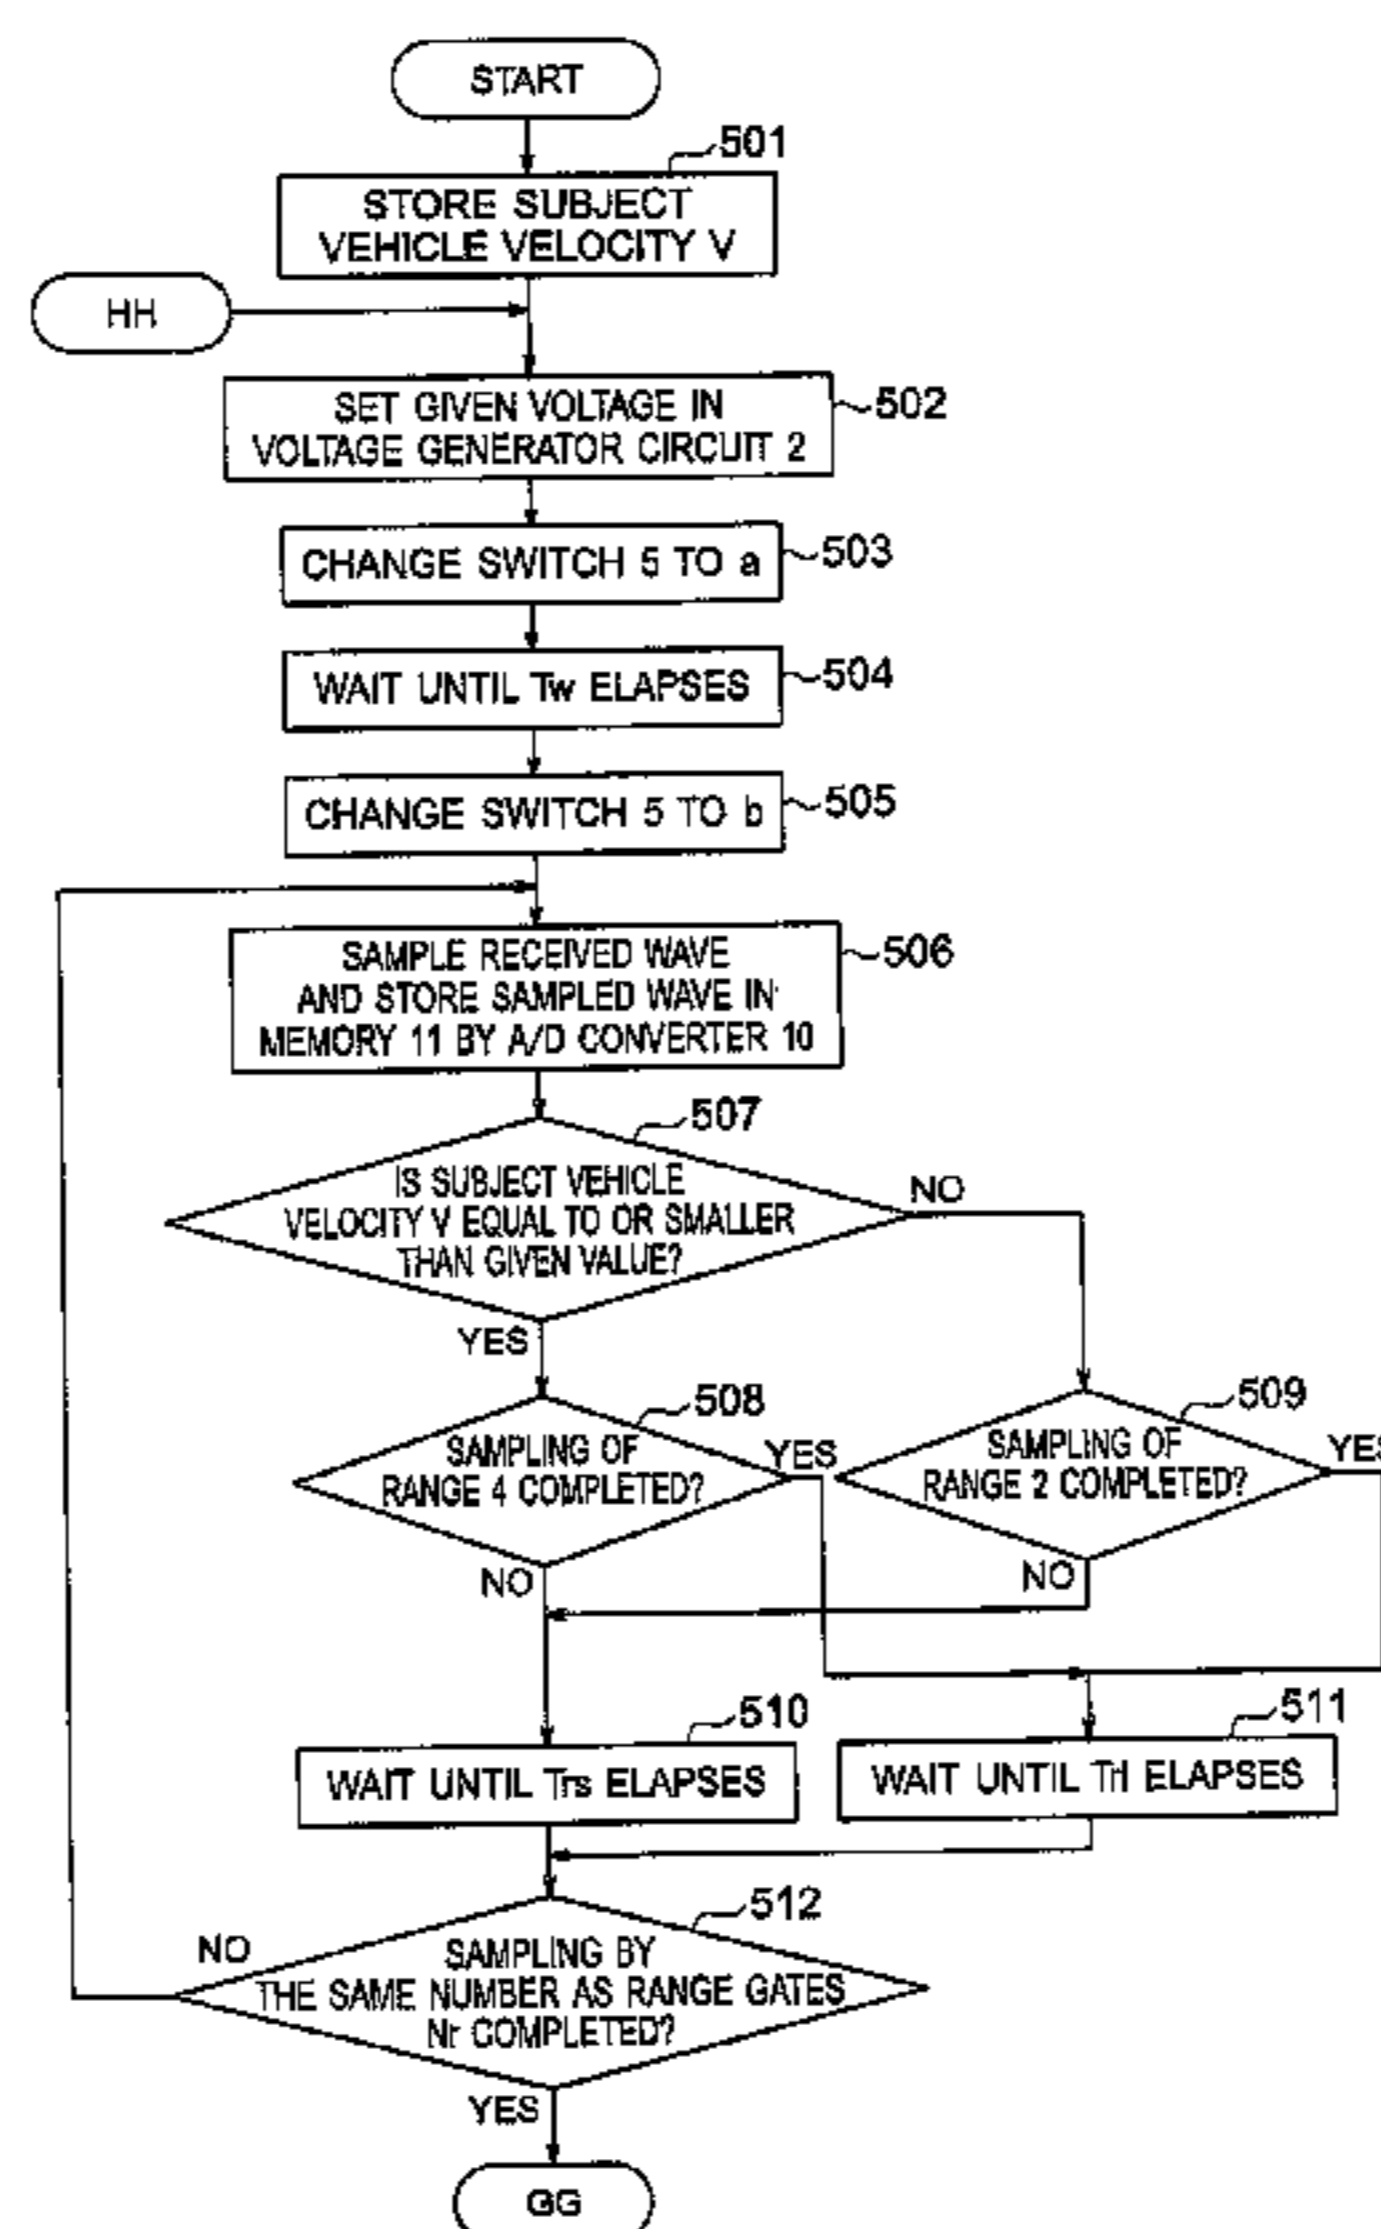 START
501
STORE SUBJECT
VEHICLE VELOCITY V
HH
SET GIVEN VOLTAGE IN
VOLTAGE GENERATOR CIRCUIT 2
502
CHANGE SWITCH 5 TO a
503
WAIT UNTIL Tw ELAPSES
504
CHANGE SWITCH 5 TO b
505
SAMPLE RECEIVED WAVE
AND STORE SAMPLED WAVE IN
MEMORY 11 BY A/D CONVERTER 10
506
507
IS SUBJECT VEHICLE
VELOCITY V EQUAL TO OR SMALLER
THAN GIVEN VALUE?
NO
YES
508
SAMPLING OF
RANGE 4 COMPLETED?
YES
NO
509
SAMPLING OF
RANGE 2 COMPLETED?
YES
NO
510
WAIT UNTIL Trs ELAPSES
511
WAIT UNTIL Trl ELAPSES
512
NO
SAMPLING BY
THE SAME NUMBER AS RANGE GATES
Nr COMPLETED?
YES
GG